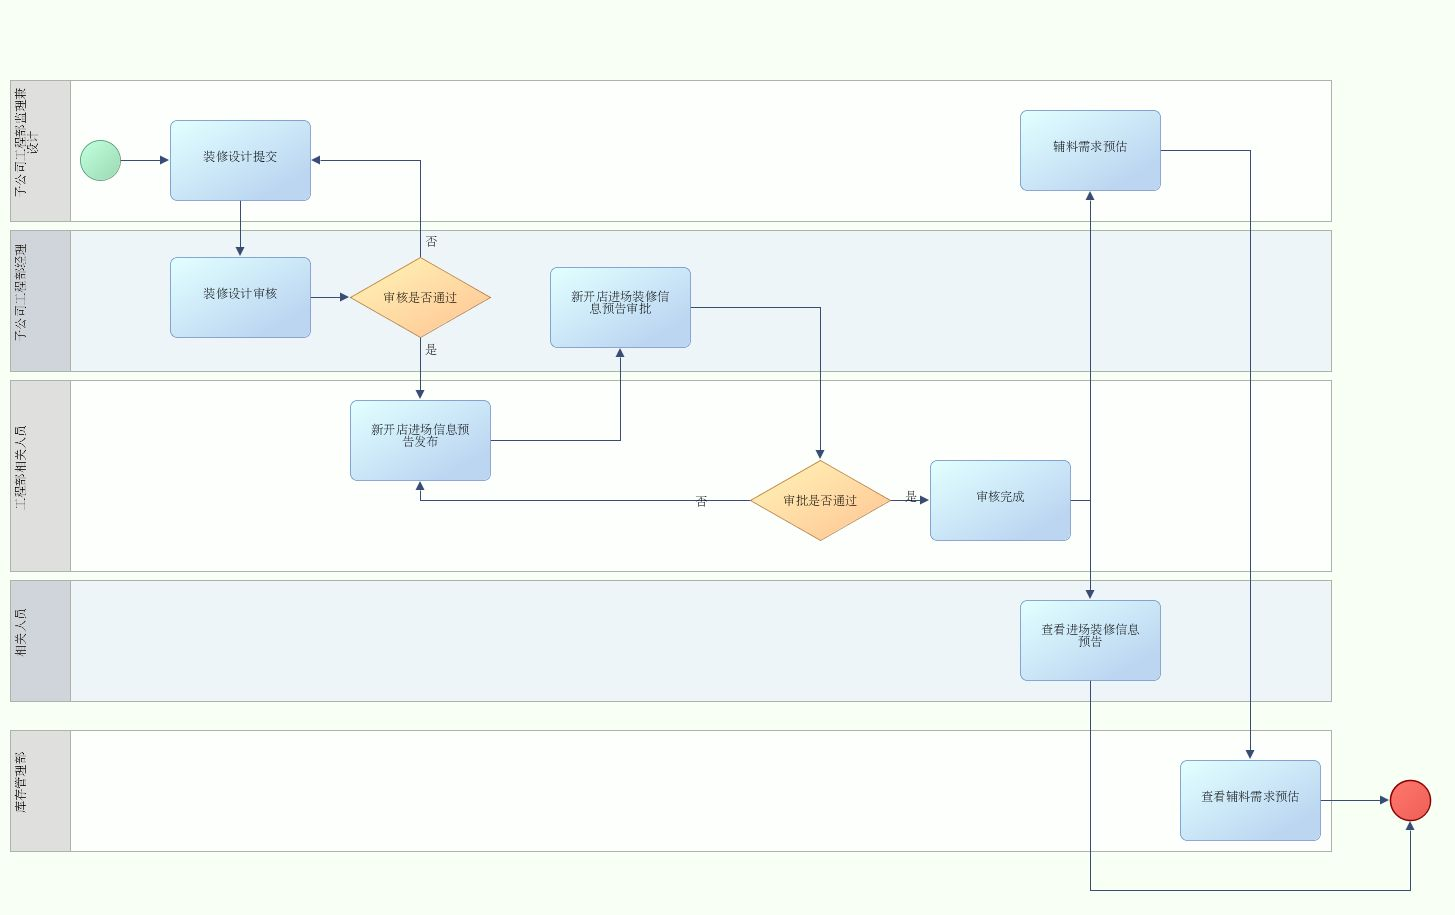 子公司工程部监理兼
设计
装修设计提交
辅料需求预估
否
子公司工程部经理
装修设计审核
审核是否通过
新开店进场装修信
息预告审批
是
工程部相关人员
新开店进场信息预
告发布
否
审批是否通过
是
审核完成
相关人员
查看进场装修信息
预告
库存管理部
查看辅料需求预估